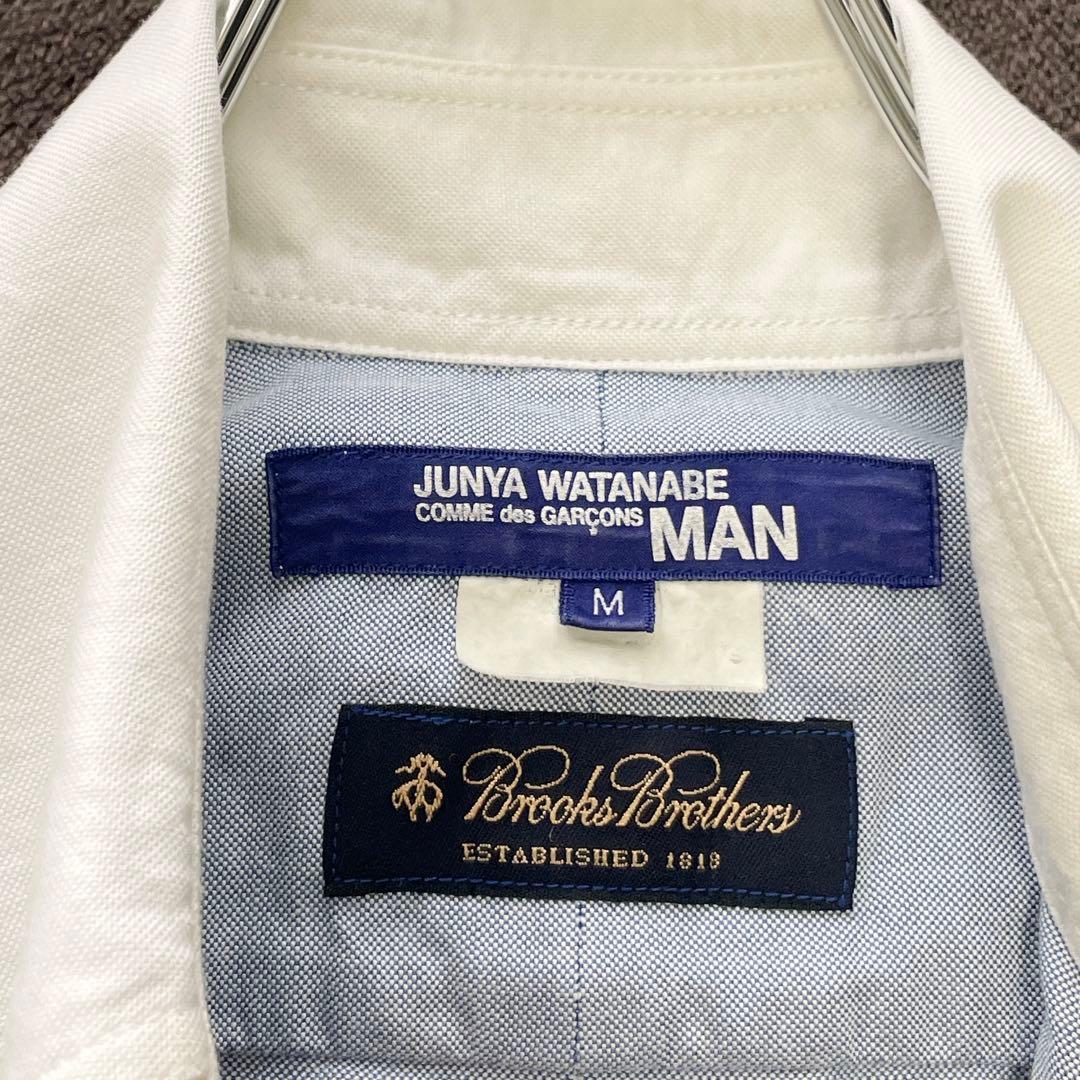 JUNYA WATANABE
COMME des GARÇONS MAN
M
Brooks Brothers
ESTABLISHED 1818